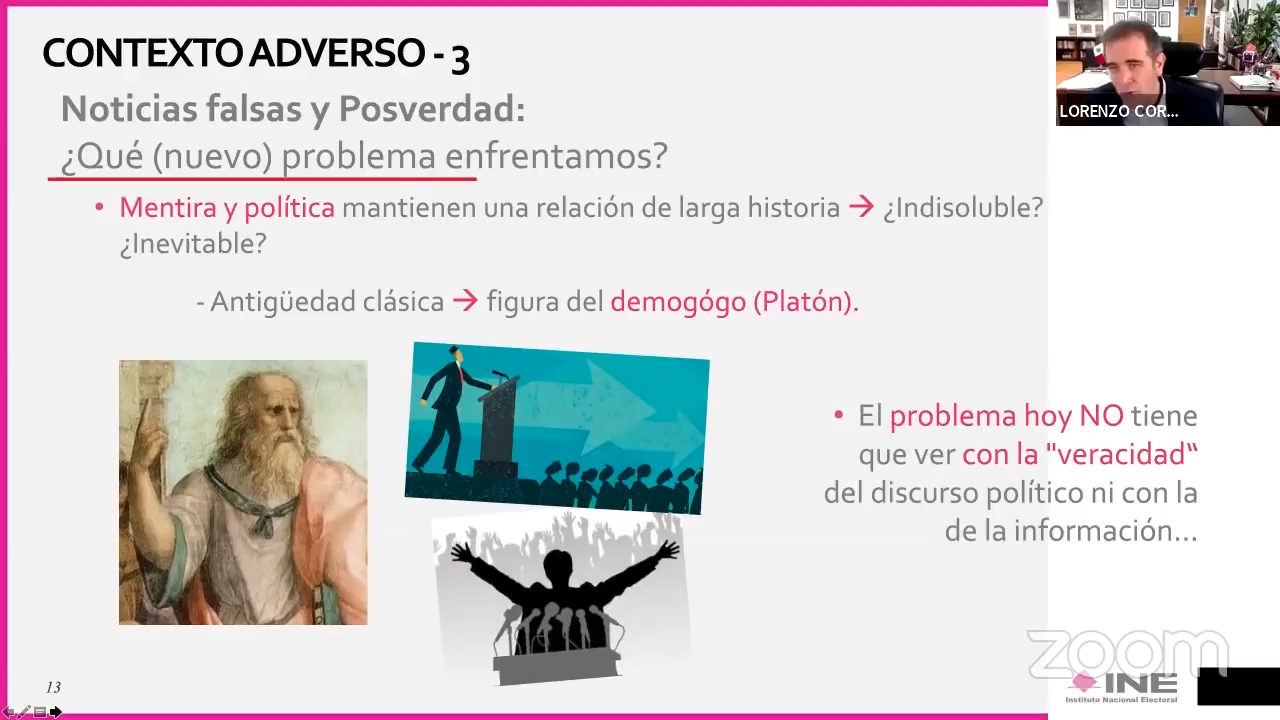 CONTEXTO ADVERSO - 3
LORENZO COR...
Noticias falsas y Posverdad:
¿Qué (nuevo) problema enfrentamos?
• Mentira y política mantienen una relación de larga historia → ¿Indisoluble?
¿Inevitable?
- Antigüedad clásica → figura del demogógo (Platón).
• El problema hoy NO tiene
que ver con la "veracidad“
del discurso político ni con la
de la información...
zoom
INE
Instituto Nacional Electoral
13